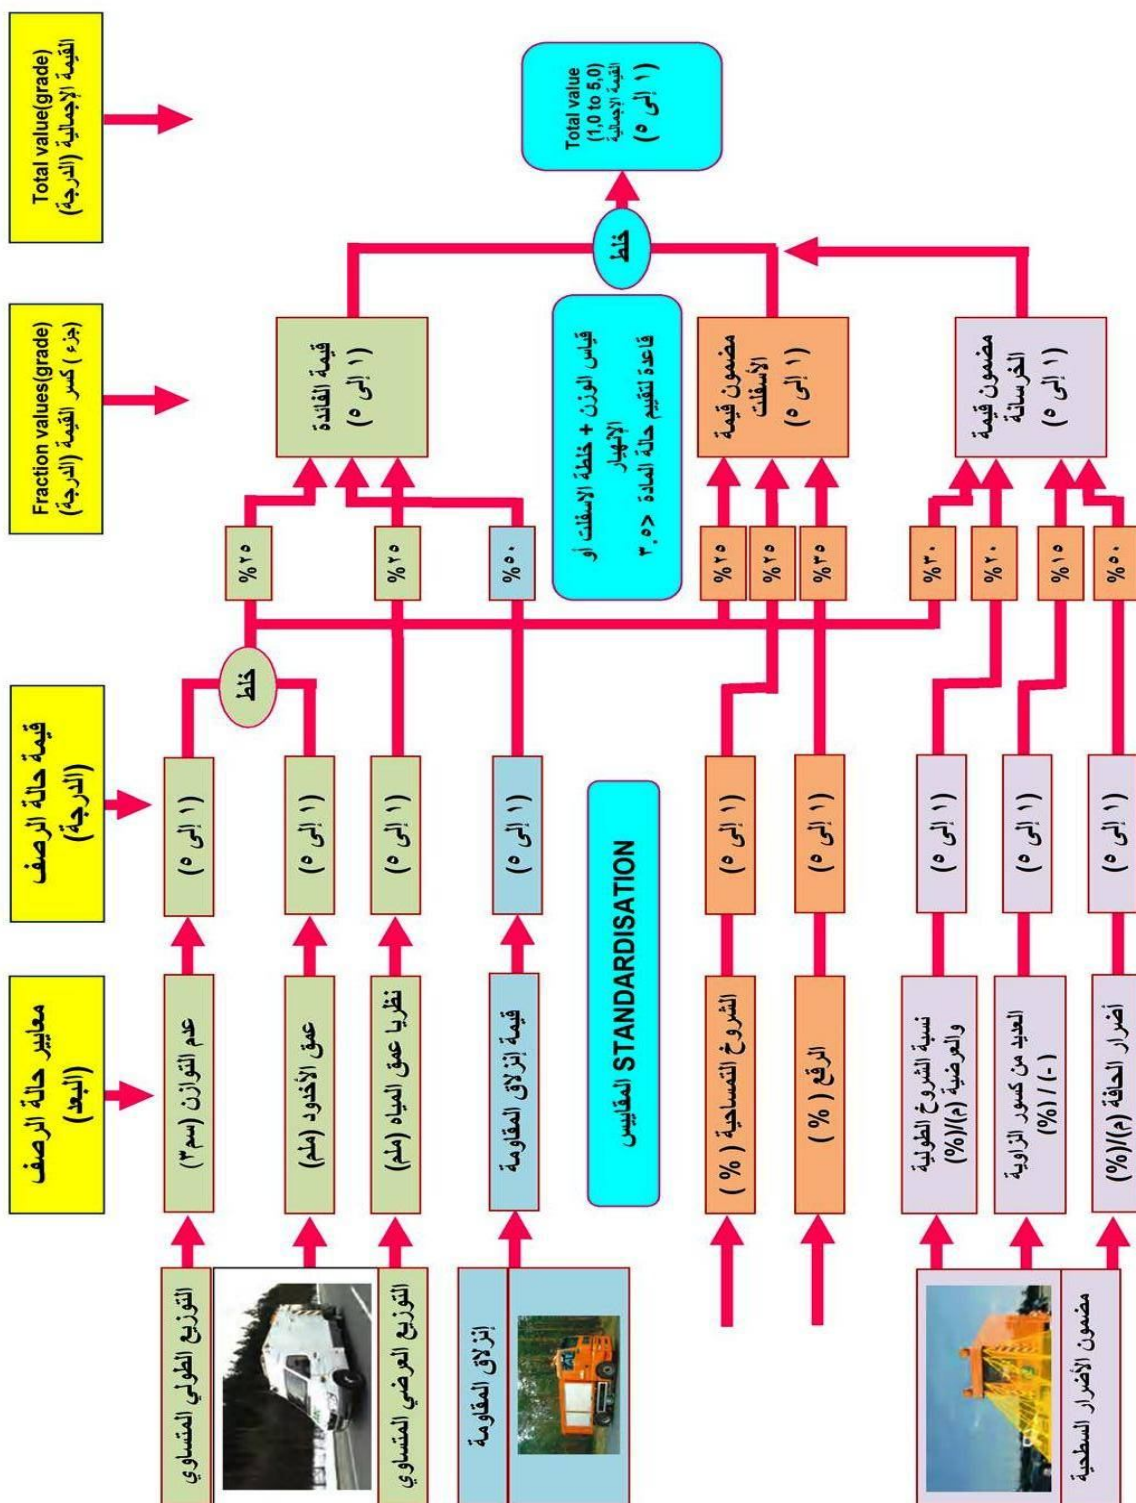 معايير حالة الرصف
(البعد)
قيمة حالة الرصف
(الدرجة)
Fraction values(grade)
(جزء ) كسر القيمة (الدرجة)
Total value(grade)
القيمة الإجمالية (الدرجة)
التوزيع الطولي المتساوي
التوزيع العرضي المتساوي
عدم التوازن (سم٣)
(١ إلى ٥)
عمق الأخدود (ملم)
(١ إلى ٥)
نظريا عمق المياه (ملم)
(١ إلى ٥)
خلط
%٢٥
%٢٥
%٥٠
قيمة الفائدة
(١ إلى ٥)
إنزلاق المقاومة
قيمة إنزلاق المقاومة
(١ إلى ٥)
المقاييس STANDARDISATION
قياس الوزن + خلطة الاسفلت أو
الإنهيار
قاعدة لتقييم حالة المادة >٣,٥
خلط
Total value
(1,0 to 5,0)
القيمة الإجمالية
(١ إلى ٥)
الشروخ التمساحية ( % )
(١ إلى ٥)
الرقع ( % )
(١ إلى ٥)
%٢٥
%٢٥
%٣٥
مضمون قيمة
الأسفلت
(١ إلى ٥)
مضمون الأضرار السطحية
نسبة الشروخ الطولية
والعرضية (م)/(%)
(١ إلى ٥)
العديد من كسور الزاوية
(-) / (%)
(١ إلى ٥)
أضرار الحافة (م)/(%)
(١ إلى ٥)
%٣٠
%٢٠
%١٥
%٥٠
مضمون قيمة
الخرسانة
(١ إلى ٥)